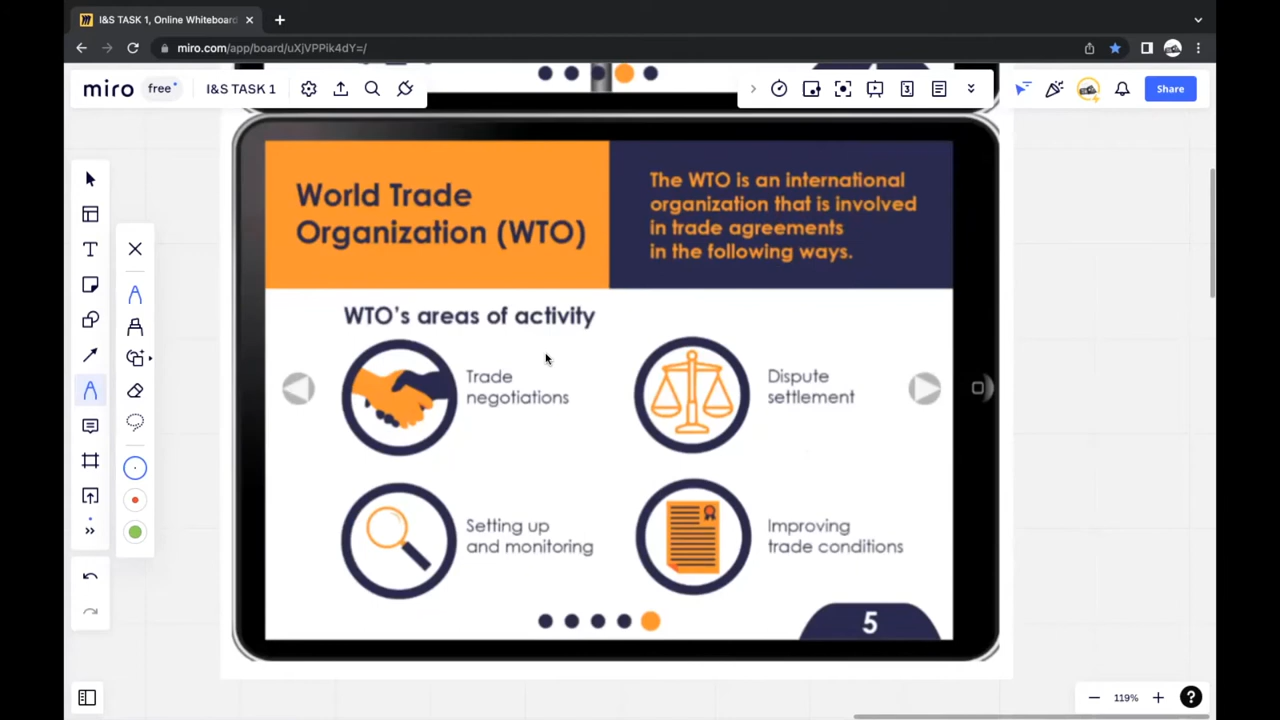 I&S TASK 1, Online Whiteboard
miro.com/app/board/uXjVPPik4dY=/
miro free I&S TASK 1
3
Share
World Trade
Organization (WTO)
The WTO is an international
organization that is involved
in trade agreements
in the following ways.
WTO's areas of activity
Trade
negotiations
Dispute
settlement
Setting up
and monitoring
Improving
trade conditions
5
119%